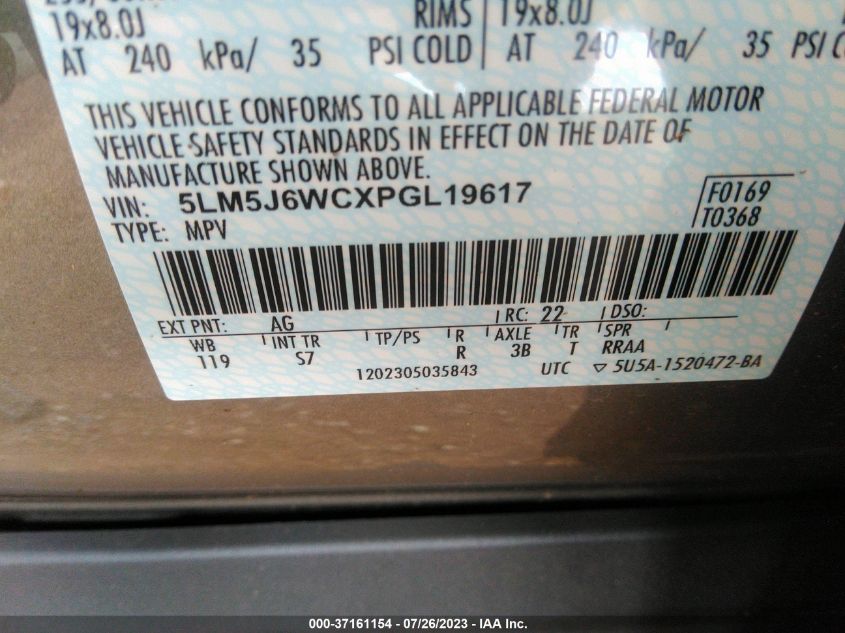 RIMS 19x8.0J
19x8.0J
AT 240 kPa/ 35 PSI COLD AT 240 kPa/ 35 PSI
THIS VEHICLE CONFORMS TO ALL APPLICABLE FEDERAL MOTOR
VEHICLE SAFETY STANDARDS IN EFFECT ON THE DATE OF
MANUFACTURE SHOWN ABOVE.
VIN: 5LM5J6WCXPGL19617 F0169
TYPE: MPV T0368
EXT PNT: AG RC: 22 DSO:
WB INT TR TP/PS R AXLE TR SPR
119 S7 R 3B T RRAA
1202305035843 UTC ▽ 5U5A-1520472-BA
000-37161154 / 07/26/2023 - IAA Inc.